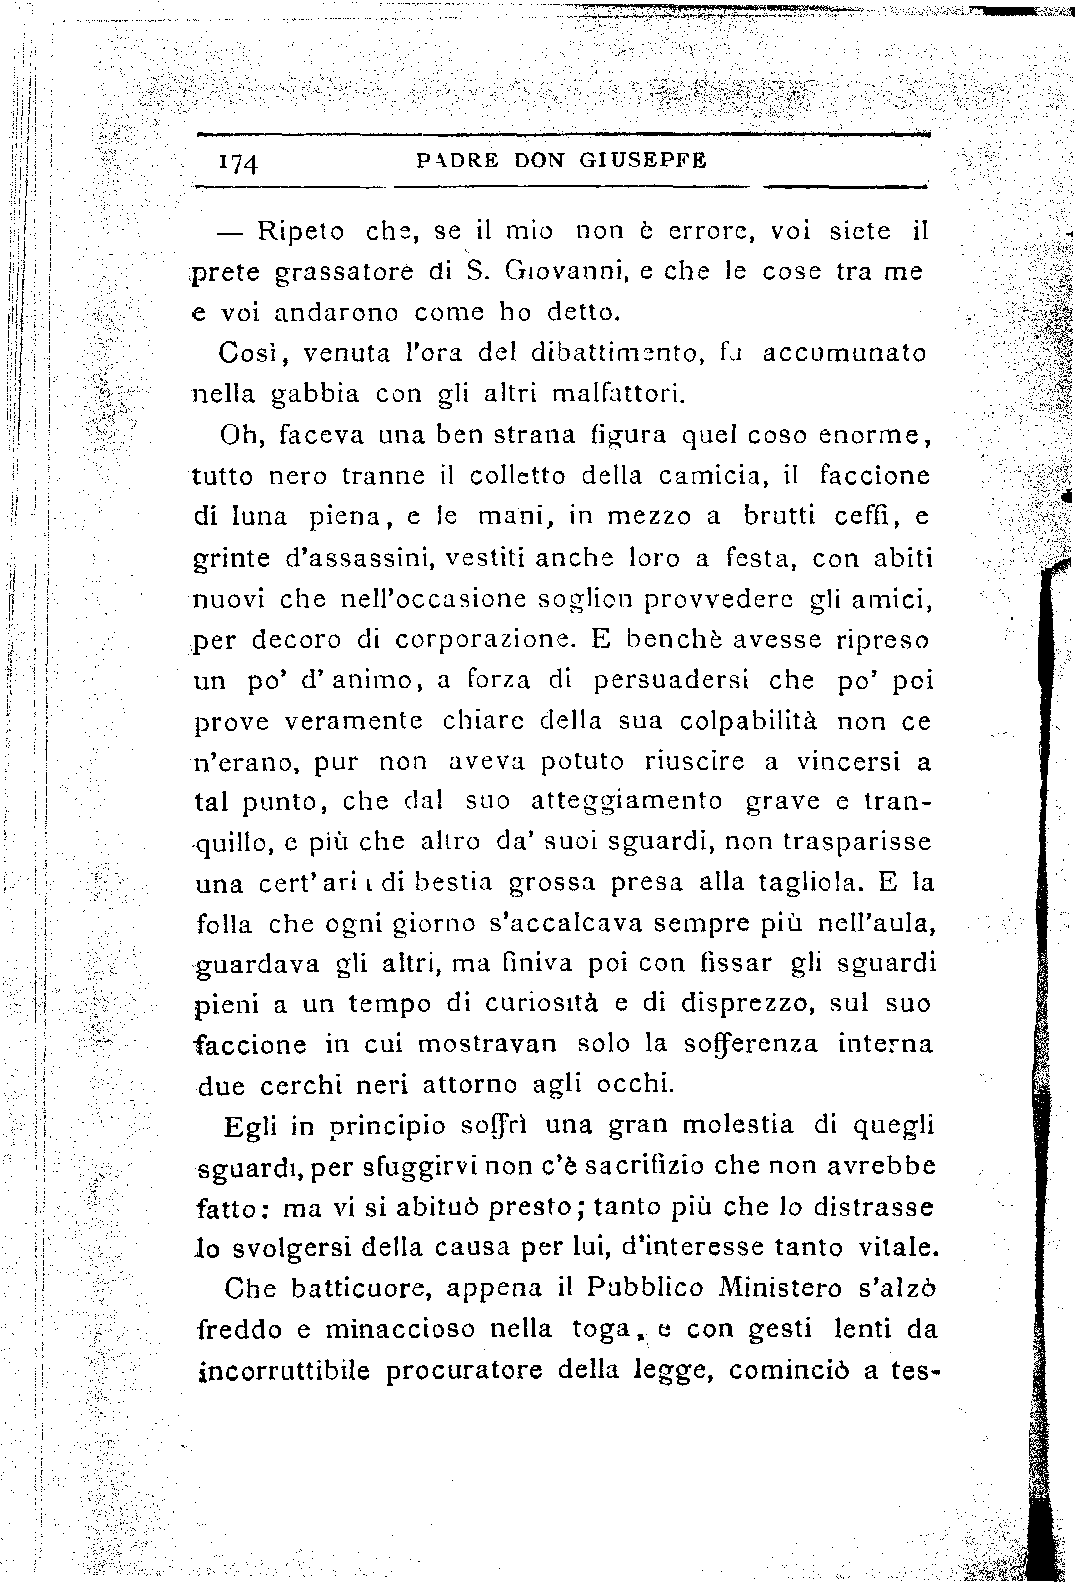 174 PADRE DON GIUSEPPE
— Ripeto che, se il mio non è errore, voi siete il
prete grassatore di S. Giovanni, e che le cose tra me
e voi andarono come ho detto.
Così, venuta l'ora del dibattimento, fu accumunato
nella gabbia con gli altri malfattori.
Oh, faceva una ben strana figura quel coso enorme,
tutto nero tranne il colletto della camicia, il faccione
di luna piena, e le mani, in mezzo a brutti ceffi, e
grinte d'assassini, vestiti anche loro a festa, con abiti
nuovi che nell'occasione soglion provvedere gli amici,
per decoro di corporazione. E benchè avesse ripreso
un po' d'animo, a forza di persuadersi che po' poi
prove veramente chiare della sua colpabilità non ce
n'erano, pur non aveva potuto riuscire a vincersi a
tal punto, che dal suo atteggiamento grave e tran-
quillo, e più che altro da' suoi sguardi, non trasparisse
una cert'aria di bestia grossa presa alla tagliola. E la
folla che ogni giorno s'accalcava sempre più nell'aula,
guardava gli altri, ma finiva poi con fissar gli sguardi
pieni a un tempo di curiosità e di disprezzo, sul suo
faccione in cui mostravan solo la sofferenza interna
due cerchi neri attorno agli occhi.
Egli in principio soffrì una gran molestia di quegli
sguardi, per sfuggirvi non c'è sacrifizio che non avrebbe
fatto: ma vi si abituò presto; tanto più che lo distrasse
lo svolgersi della causa per lui, d'interesse tanto vitale.
Che batticuore, appena il Pubblico Ministero s'alzò
freddo e minaccioso nella toga, e con gesti lenti da
incorruttibile procuratore della legge, cominciò a tes-